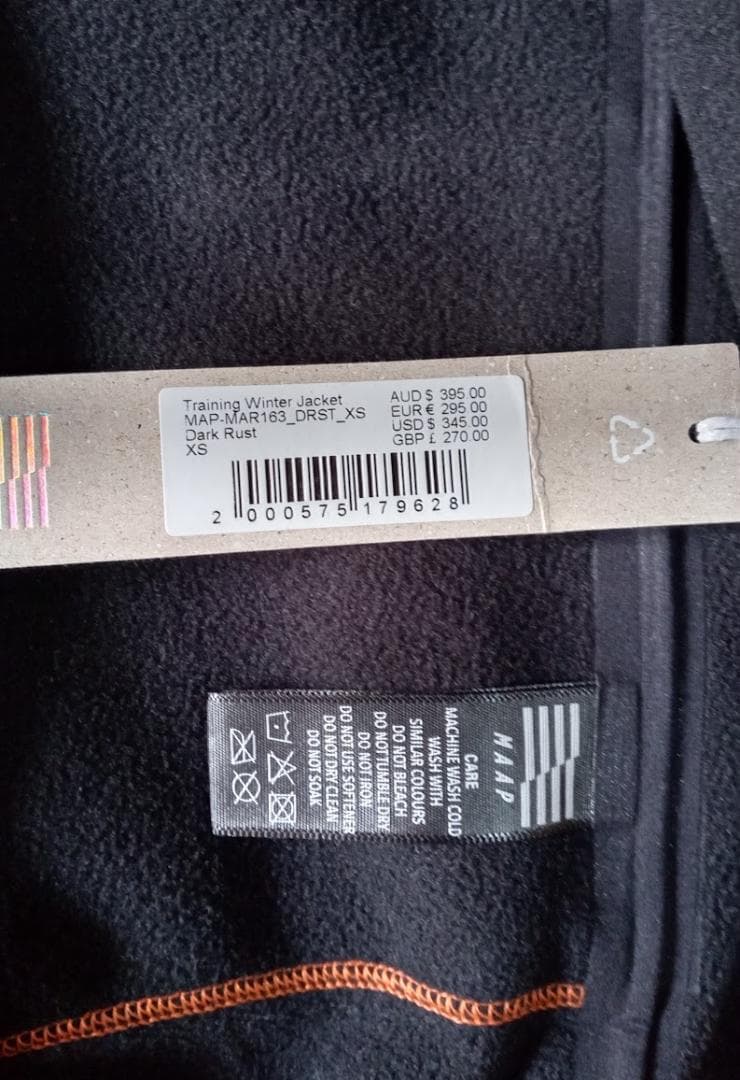 Training Winter Jacket
MAP-MAR163_DRST_XS
Dark Rust
XS
AUD $ 395.00
EUR € 295.00
USD $ 345.00
GBP £ 270.00
2 000575 179628
MAAP
CARE
MACHINE WASH COLD
WASH WITH
SIMILAR COLOURS
DO NOT BLEACH
DO NOT TUMBLE DRY
DO NOT IRON
DO NOT USE SOFTENER
DO NOT DRY CLEAN
DO NOT SOAK